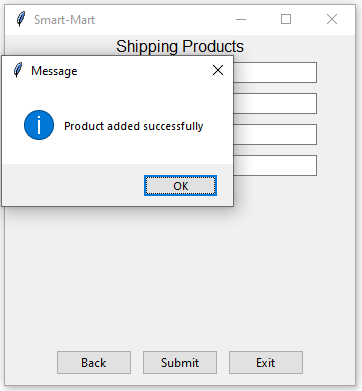 Smart-Mart
Shipping Products
Message
Product added successfully
OK
Back Submit Exit